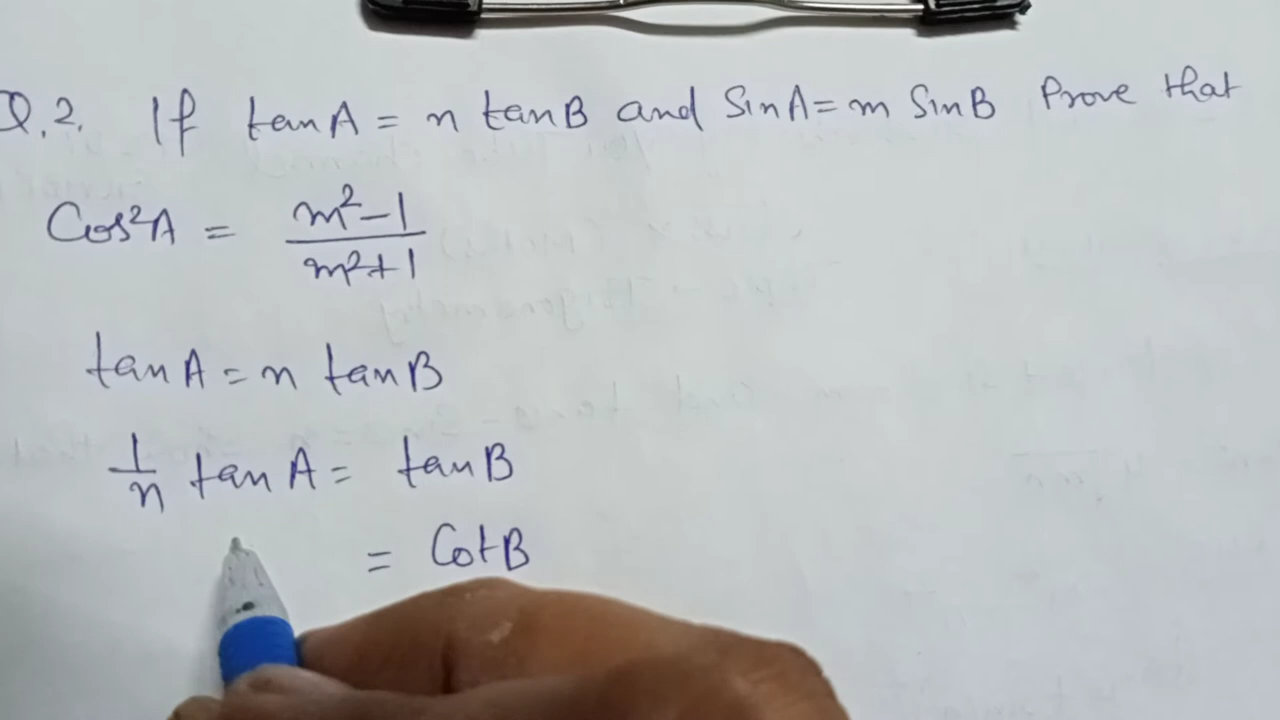 Q.2. If tanA = n tanB and SinA = m SinB Prove that
Cos²A = m²-1 / m²+1
tanA = n tanB
1/n tanA = tanB
= CotB